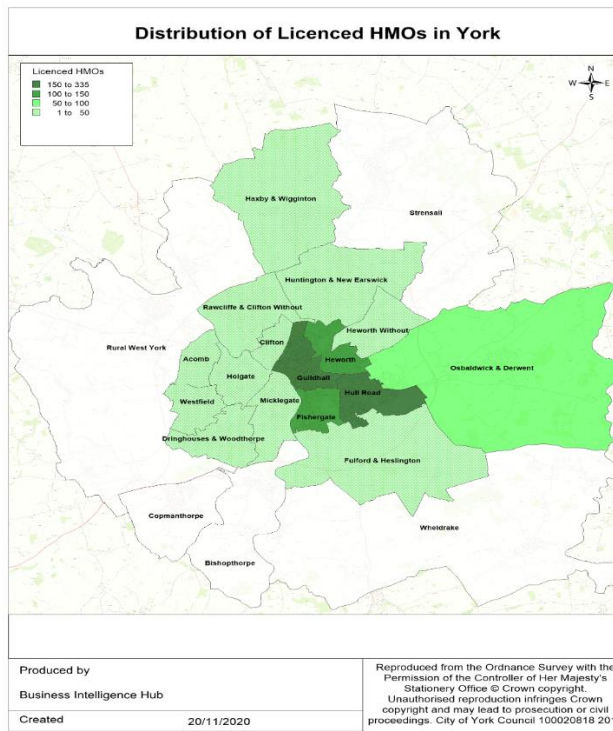 Distribution of Licenced HMOs in York
Licenced HMOs
150 to 335
100 to 150
50 to 100
1 to 50
N
W E
S
Haxby & Wigginton
Strensall
Huntington & New Earswick
Rawcliffe & Clifton Without
Heworth Without
Rural West York
Clifton
Acomb
Heworth
Osbaldwick & Derwent
Holgate
Guildhall
Hull Road
Westfield
Micklegate
Fishergate
Dringhouses & Woodthorpe
Fulford & Heslington
Copmanthorpe
Wheldrake
Bishopthorpe
Produced by
Business Intelligence Hub
Created 20/11/2020
Reproduced from the Ordnance Survey with the
Permission of the Controller of Her Majesty's
Stationery Office © Crown copyright.
Unauthorised reproduction infringes Crown
copyright and may lead to prosecution or civil
proceedings. City of York Council 100020818 201